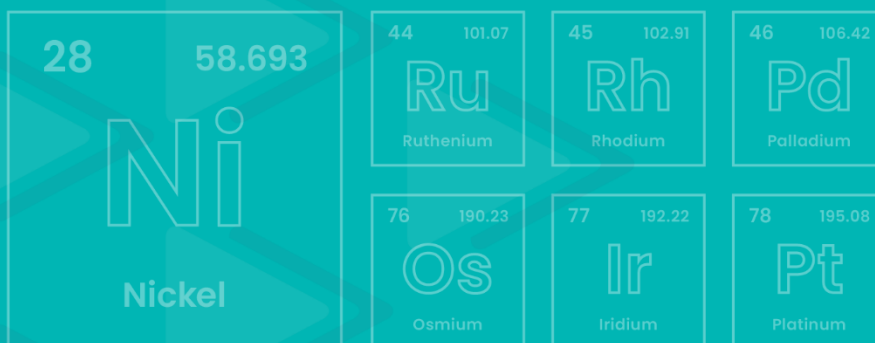 28 58.693
Ni
Nickel
44 101.07
Ru
Ruthenium
45 102.91
Rh
Rhodium
46 106.42
Pd
Palladium
76 190.23
Os
Osmium
77 192.22
Ir
Iridium
78 195.08
Pt
Platinum